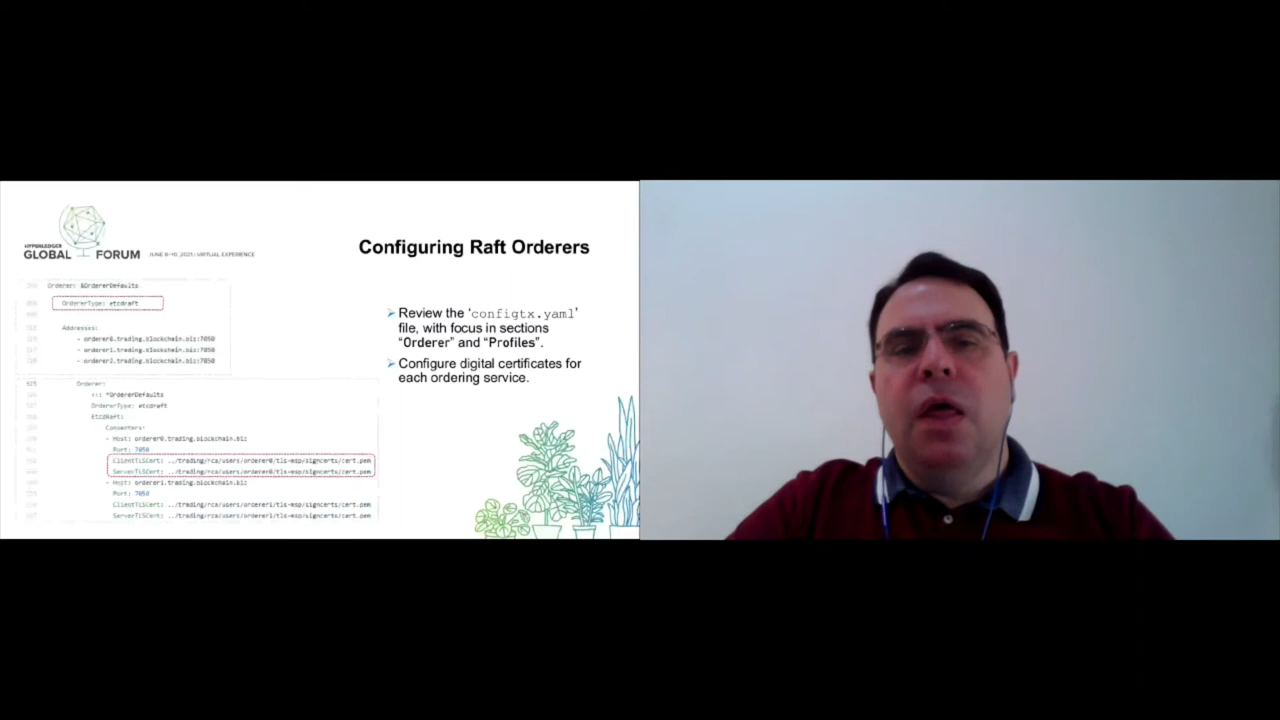 HYPERLEDGER
GLOBAL FORUM
JUNE 8-10, 2021 | VIRTUAL EXPERIENCE
Configuring Raft Orderers
Orderer: &OrdererDefaults
OrdererType: etcdraft
Addresses:
- orderer0.trading.blockchain.biz:7050
- orderer1.trading.blockchain.biz:7050
- orderer2.trading.blockchain.biz:7050
Orderer:
<<: *OrdererDefaults
OrdererType: etcdraft
EtcdRaft:
Consenters:
- Host: orderer0.trading.blockchain.biz
Port: 7050
ClientTLSCert: ../trading/rca/users/orderer0/tls-msp/signcerts/cert.pem
ServerTLSCert: ../trading/rca/users/orderer0/tls-msp/signcerts/cert.pem
- Host: orderer1.trading.blockchain.biz
Port: 7050
ClientTLSCert: ../trading/rca/users/orderer1/tls-msp/signcerts/cert.pem
ServerTLSCert: ../trading/rca/users/orderer1/tls-msp/signcerts/cert.pem
➢ Review the 'configtx.yaml'
file, with focus in sections
“Orderer” and “Profiles”.
➢ Configure digital certificates for
each ordering service.